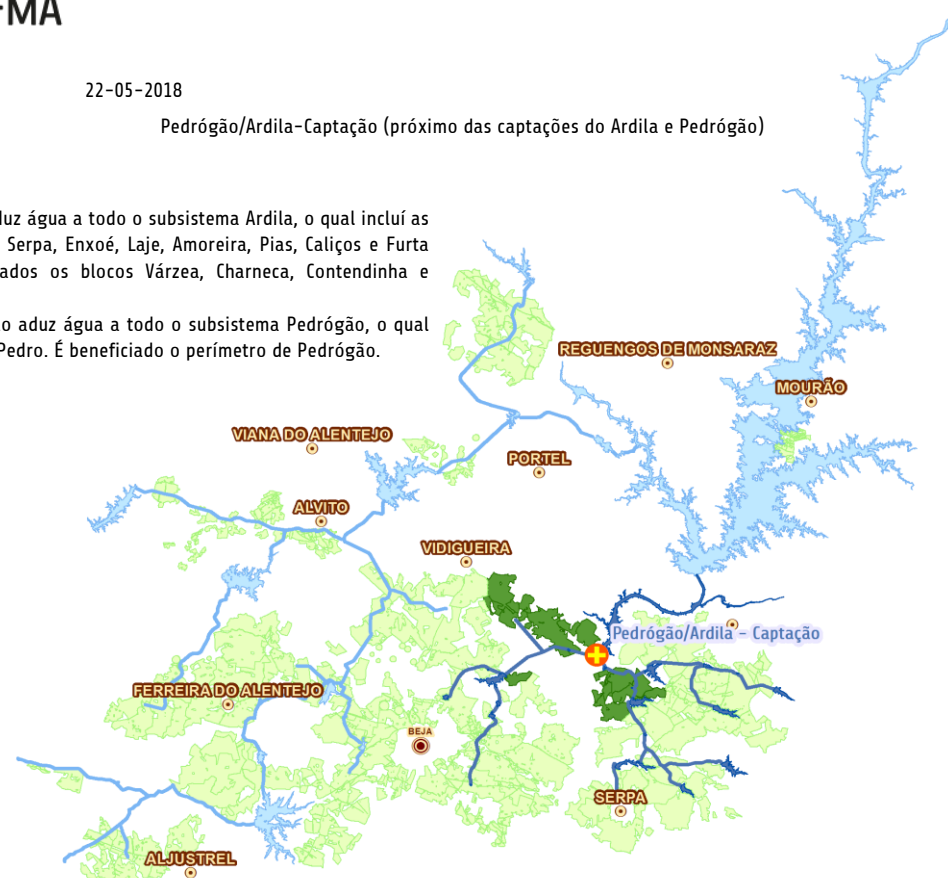 MA
22-05-2018
Pedrógão/Ardila-Captação (próximo das captações do Ardila e Pedrógão)
água a todo o subsistema Ardila, o qual incluí as
Serpa, Enxoé, Laje, Amoreira, Pias, Caliços e Furta
os blocos Várzea, Charneca, Contendinha e
aduz água a todo o subsistema Pedrógão, o qual
Pedro. É beneficiado o perímetro de Pedrógão.
REGUENGOS DE MONSARAZ
MOURÃO
VIANA DO ALENTEJO
PORTEL
ALVITO
VIDIGUEIRA
Pedrógão/Ardila - Captação
FERREIRA DO ALENTEJO
BEJA
SERPA
ALJUSTREL